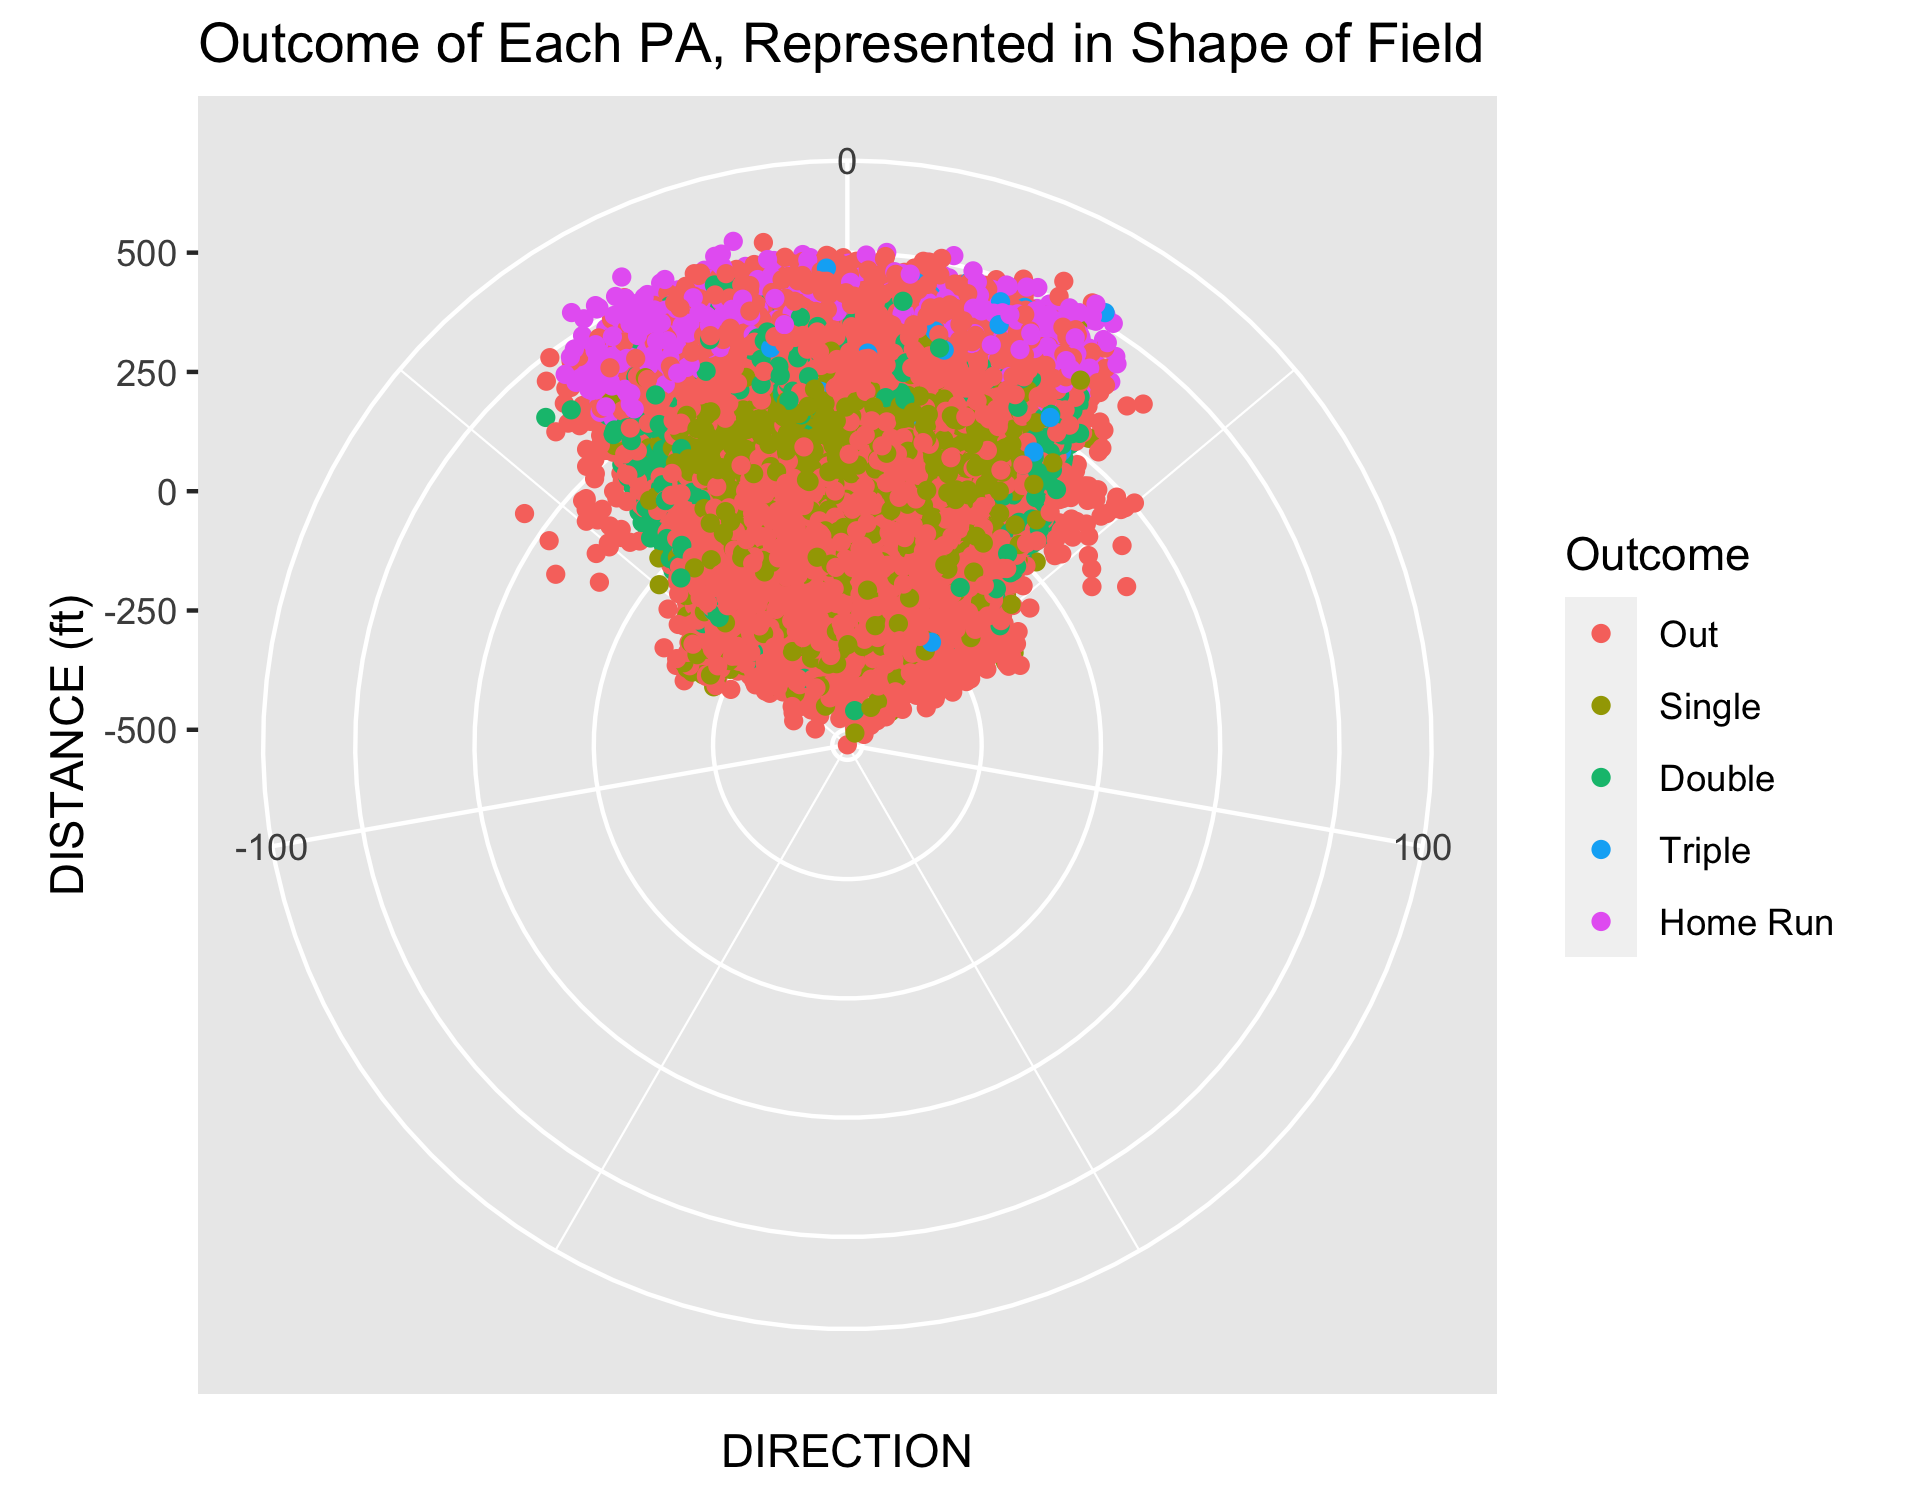 Outcome of Each PA, Represented in Shape of Field
0
500
250
0
-250
-500
-100
100
DISTANCE (ft)
DIRECTION
Outcome
Out
Single
Double
Triple
Home Run